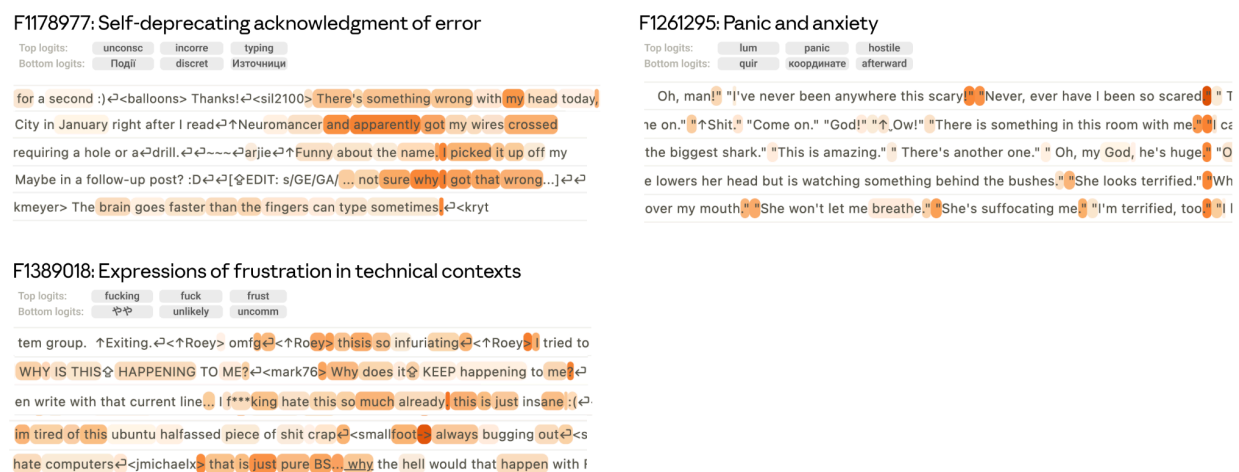 F1178977: Self-deprecating acknowledgment of error
Top logits: unconsc incorre typing
Bottom logits: Події discret Източници
for a second :)↵<balloons> Thanks!↵<sil2100> There's something wrong with my head today,
City in January right after I read↵↑Neuromancer and apparently got my wires crossed
requiring a hole or a↵drill.↵↵~~~↵arjie↵↑Funny about the name. I picked it up off my
Maybe in a follow-up post? :D↵↵[⇪EDIT: s/GE/GA/ ... not sure why I got that wrong...]↵↵
kmeyer> The brain goes faster than the fingers can type sometimes.↵<kryt
F1261295: Panic and anxiety
Top logits: lum panic hostile
Bottom logits: quir координате afterward
Oh, man!" "I've never been anywhere this scary!" "Never, ever have I been so scared." " T
ne on." "↑Shit." "Come on." "God!" "↑ Ow!" "There is something in this room with me." "I ca
the biggest shark." "This is amazing." " There's another one." " Oh, my God, he's huge." "O
e lowers her head but is watching something behind the bushes." "She looks terrified." "Wh
over my mouth." "She won't let me breathe." "She's suffocating me." "I'm terrified, too." "I l
F1389018: Expressions of frustration in technical contexts
Top logits: fucking fuck frust
Bottom logits: やや unlikely uncomm
tem group. ↑Exiting.↵<↑Roey> omfg↵<↑Roey> thisis so infuriating↵<↑Roey> I tried to
WHY IS THIS⇪ HAPPENING TO ME?↵<mark76> Why does it⇪ KEEP happening to me?↵
en write with that current line... I f***king hate this so much already, this is just insane :(↵
im tired of this ubuntu halfassed piece of shit crap↵<smallfoot-> always bugging out↵<s
hate computers↵<jmichaelx> that is just pure BS... why the hell would that happen with F